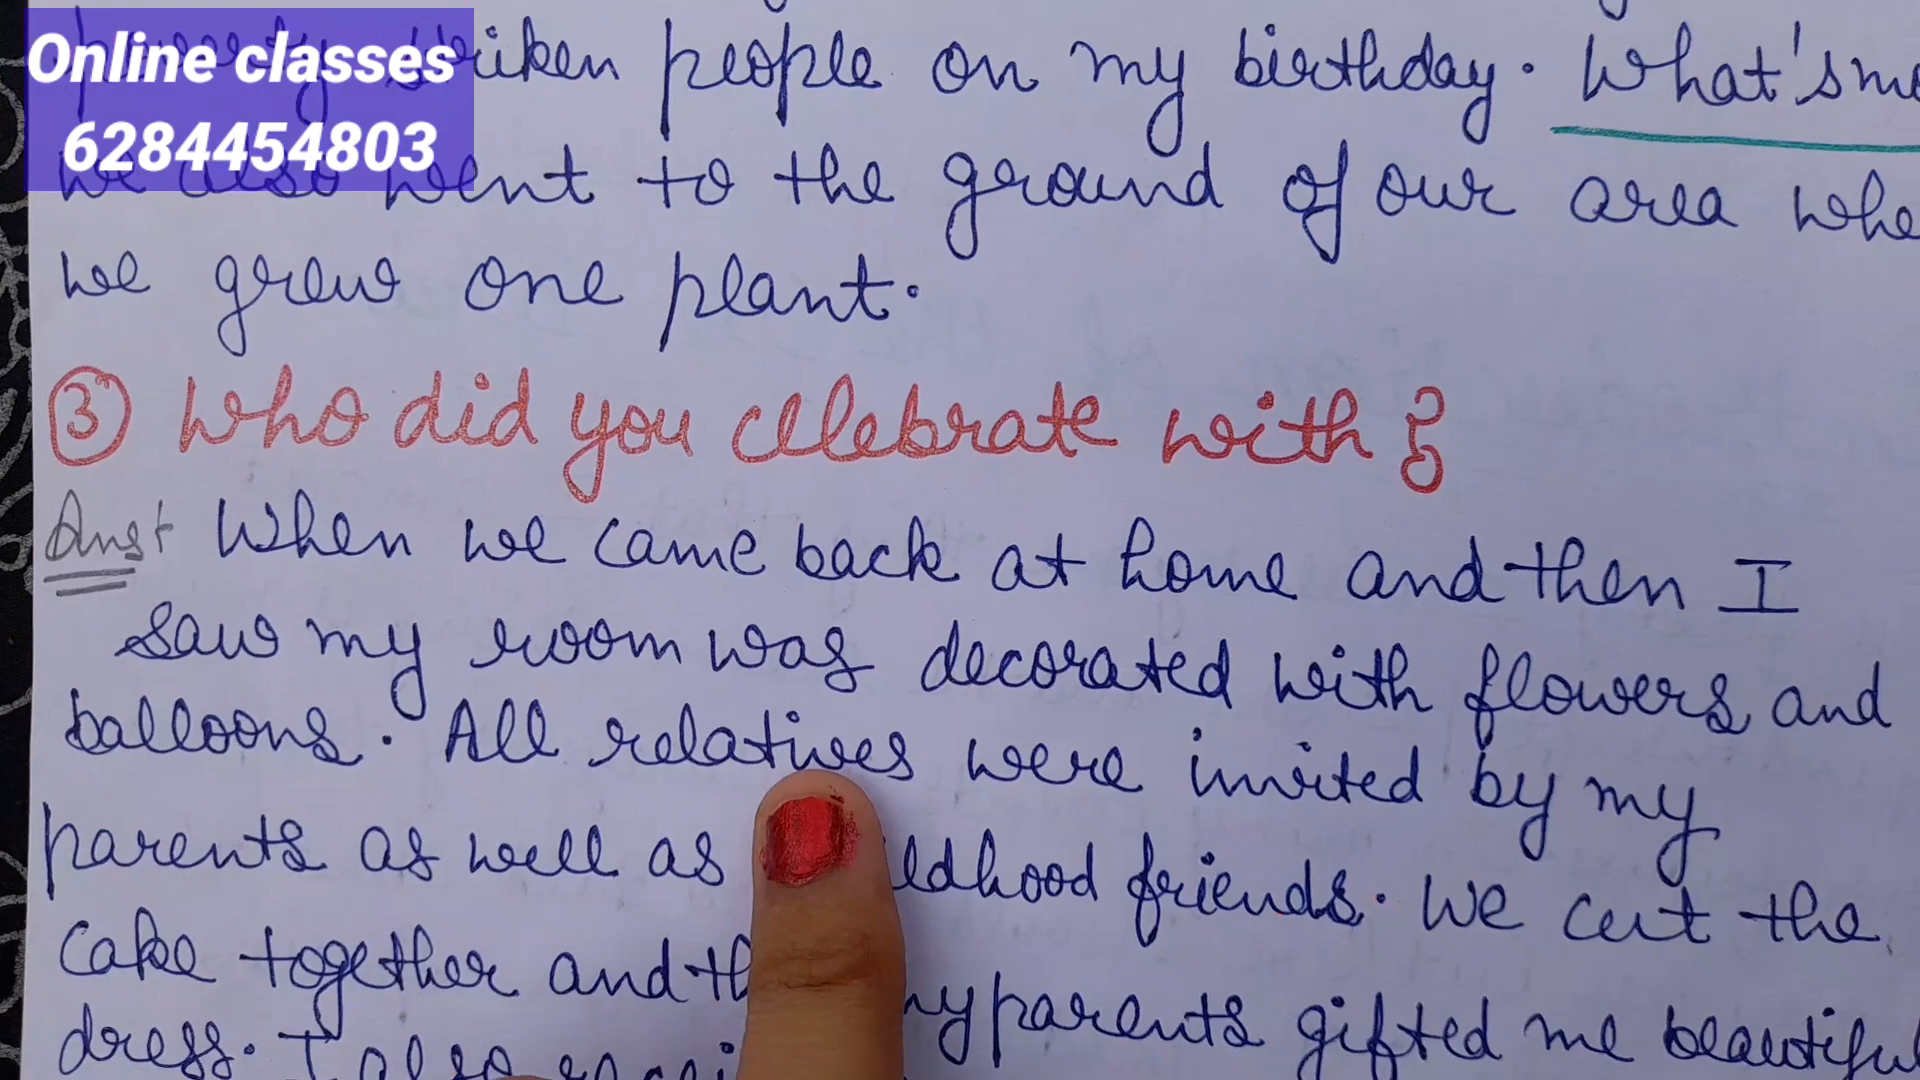 Online classes
6284454803
people on my birthday. What's
we also went to the ground of our area
we grew one plant.
③ Who did you celebrate with?
Ans: When we came back at home and then I
saw my room was decorated with flowers and
balloons. All relatives were invited by my
parents as well as friends. We cut the
cake together and my parents gifted me
dress. I also